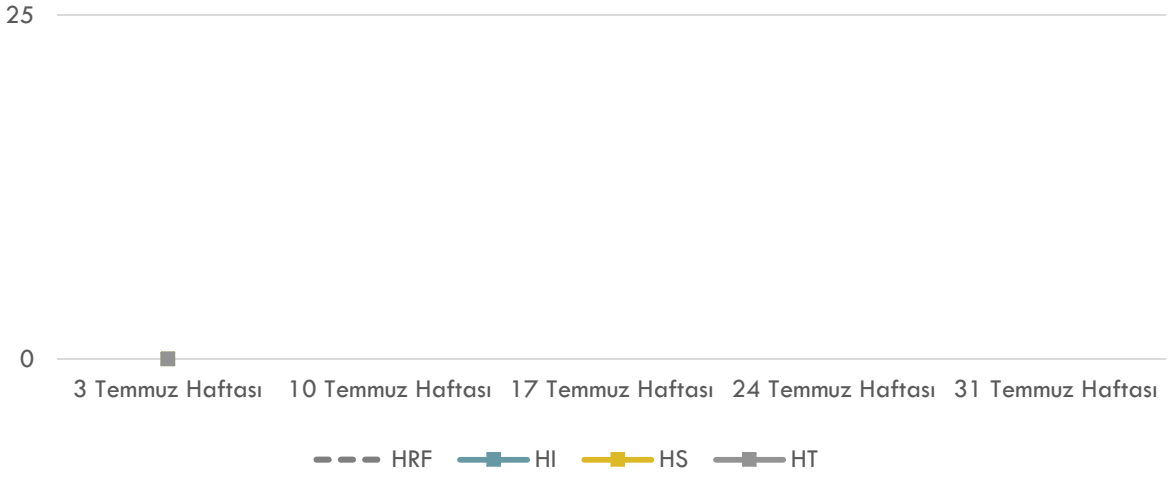 25
0
3 Temmuz Haftası 10 Temmuz Haftası 17 Temmuz Haftası 24 Temmuz Haftası 31 Temmuz Haftası
HRF HI HS HT